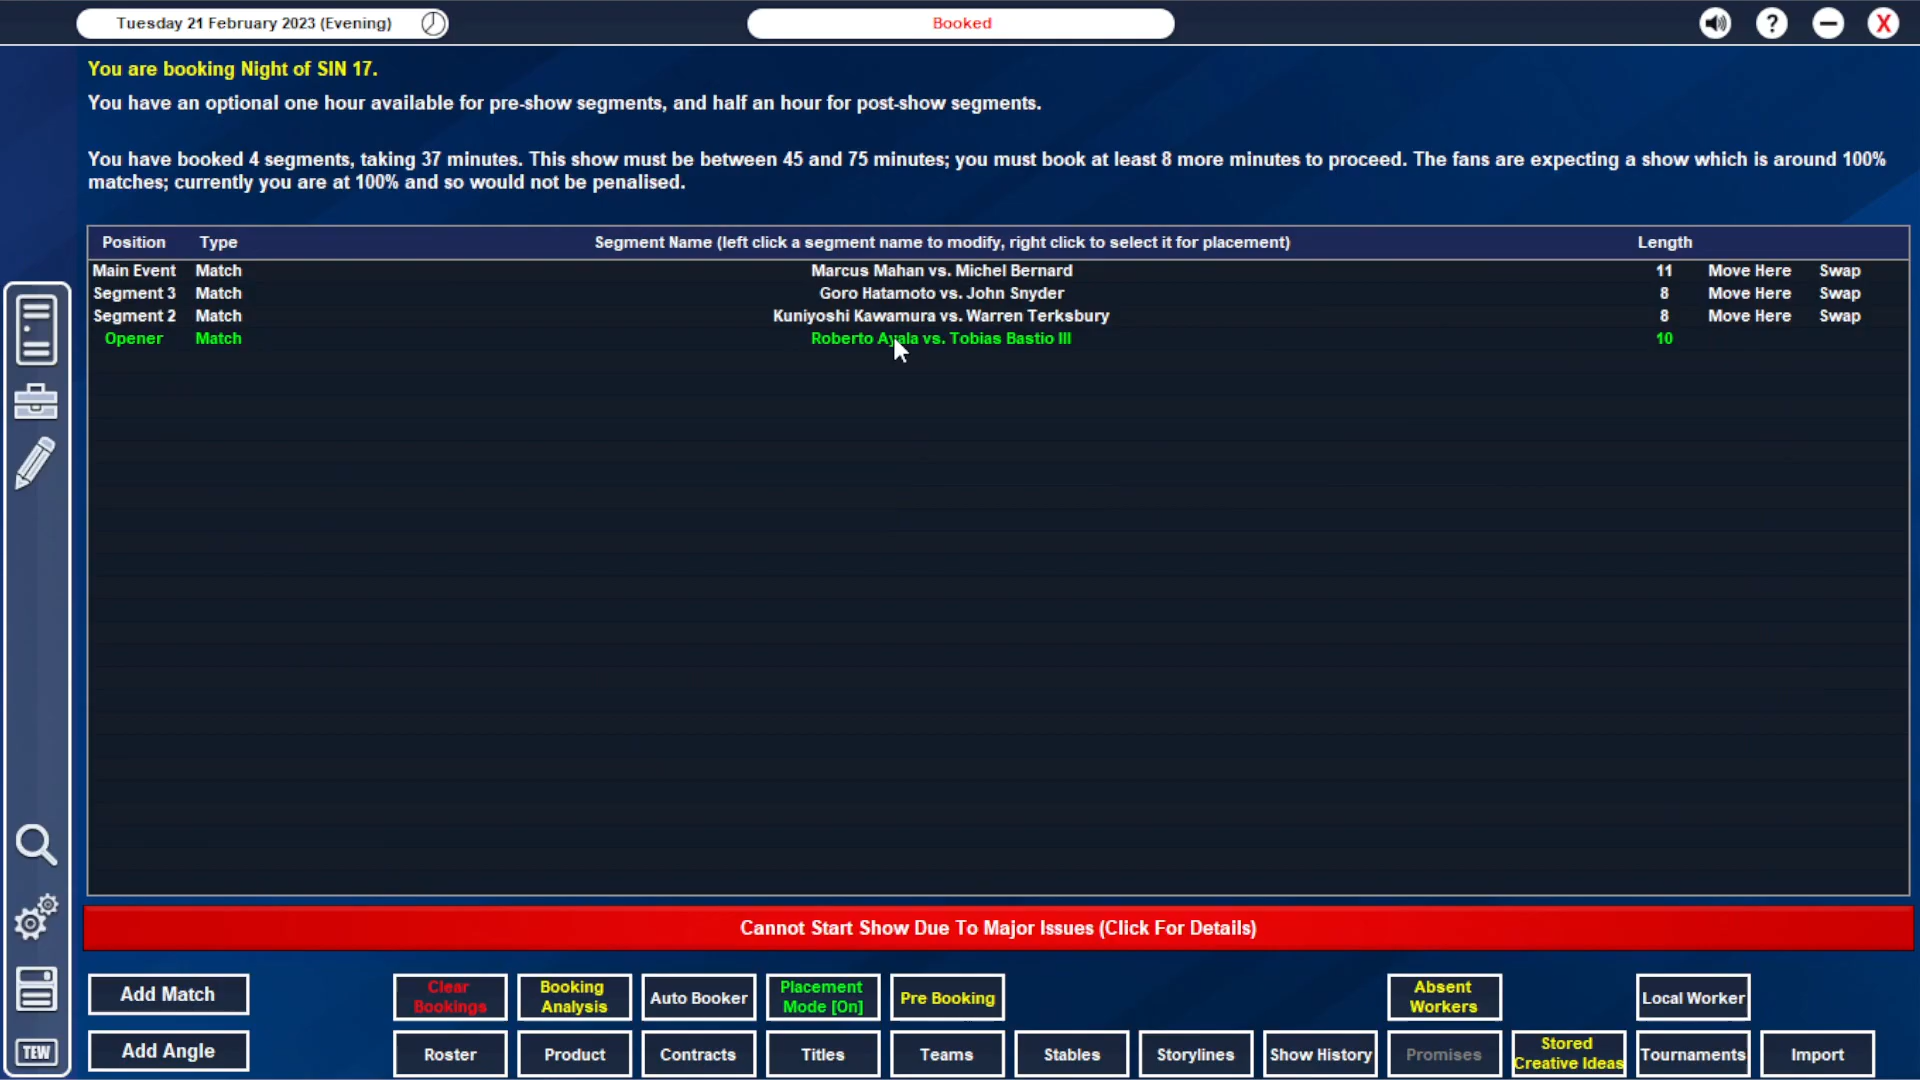 Tuesday 21 February 2023 (Evening)
Booked
?
X
You are booking Night of SIN 17.
You have an optional one hour available for pre-show segments, and half an hour for post-show segments.
You have booked 4 segments, taking 37 minutes. This show must be between 45 and 75 minutes; you must book at least 8 more minutes to proceed. The fans are expecting a show which is around 100%
matches; currently you are at 100% and so would not be penalised.
Position Type Segment Name (left click a segment name to modify, right click to select it for placement) Length
Main Event Match Marcus Mahan vs. Michel Bernard 11 Move Here Swap
Segment 3 Match Goro Hatamoto vs. John Snyder 8 Move Here Swap
Segment 2 Match Kuniyoshi Kawamura vs. Warren Terksbury 8 Move Here Swap
Opener Match Roberto Ayala vs. Tobias Bastio III 10
Cannot Start Show Due To Major Issues (Click For Details)
Add Match
Clear Bookings
Booking Analysis
Auto Booker
Placement Mode [On]
Pre Booking
Absent Workers
Local Worker
Add Angle
Roster
Product
Contracts
Titles
Teams
Stables
Storylines
Show History
Promises
Stored Creative Ideas
Tournaments
Import
TEW